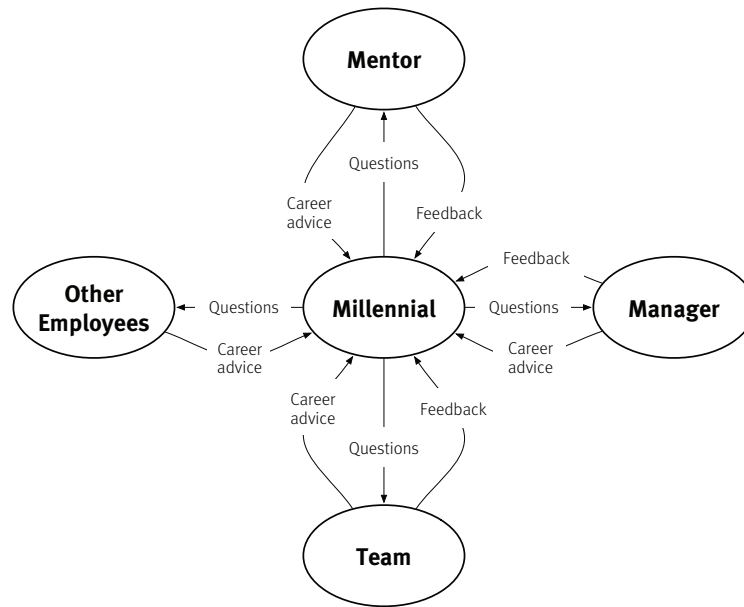 Mentor
Questions
Career
advice
Feedback
Feedback
Other
Employees
Questions
Millennial
Questions
Manager
Career
advice
Career
advice
Career
advice
Feedback
Questions
Team